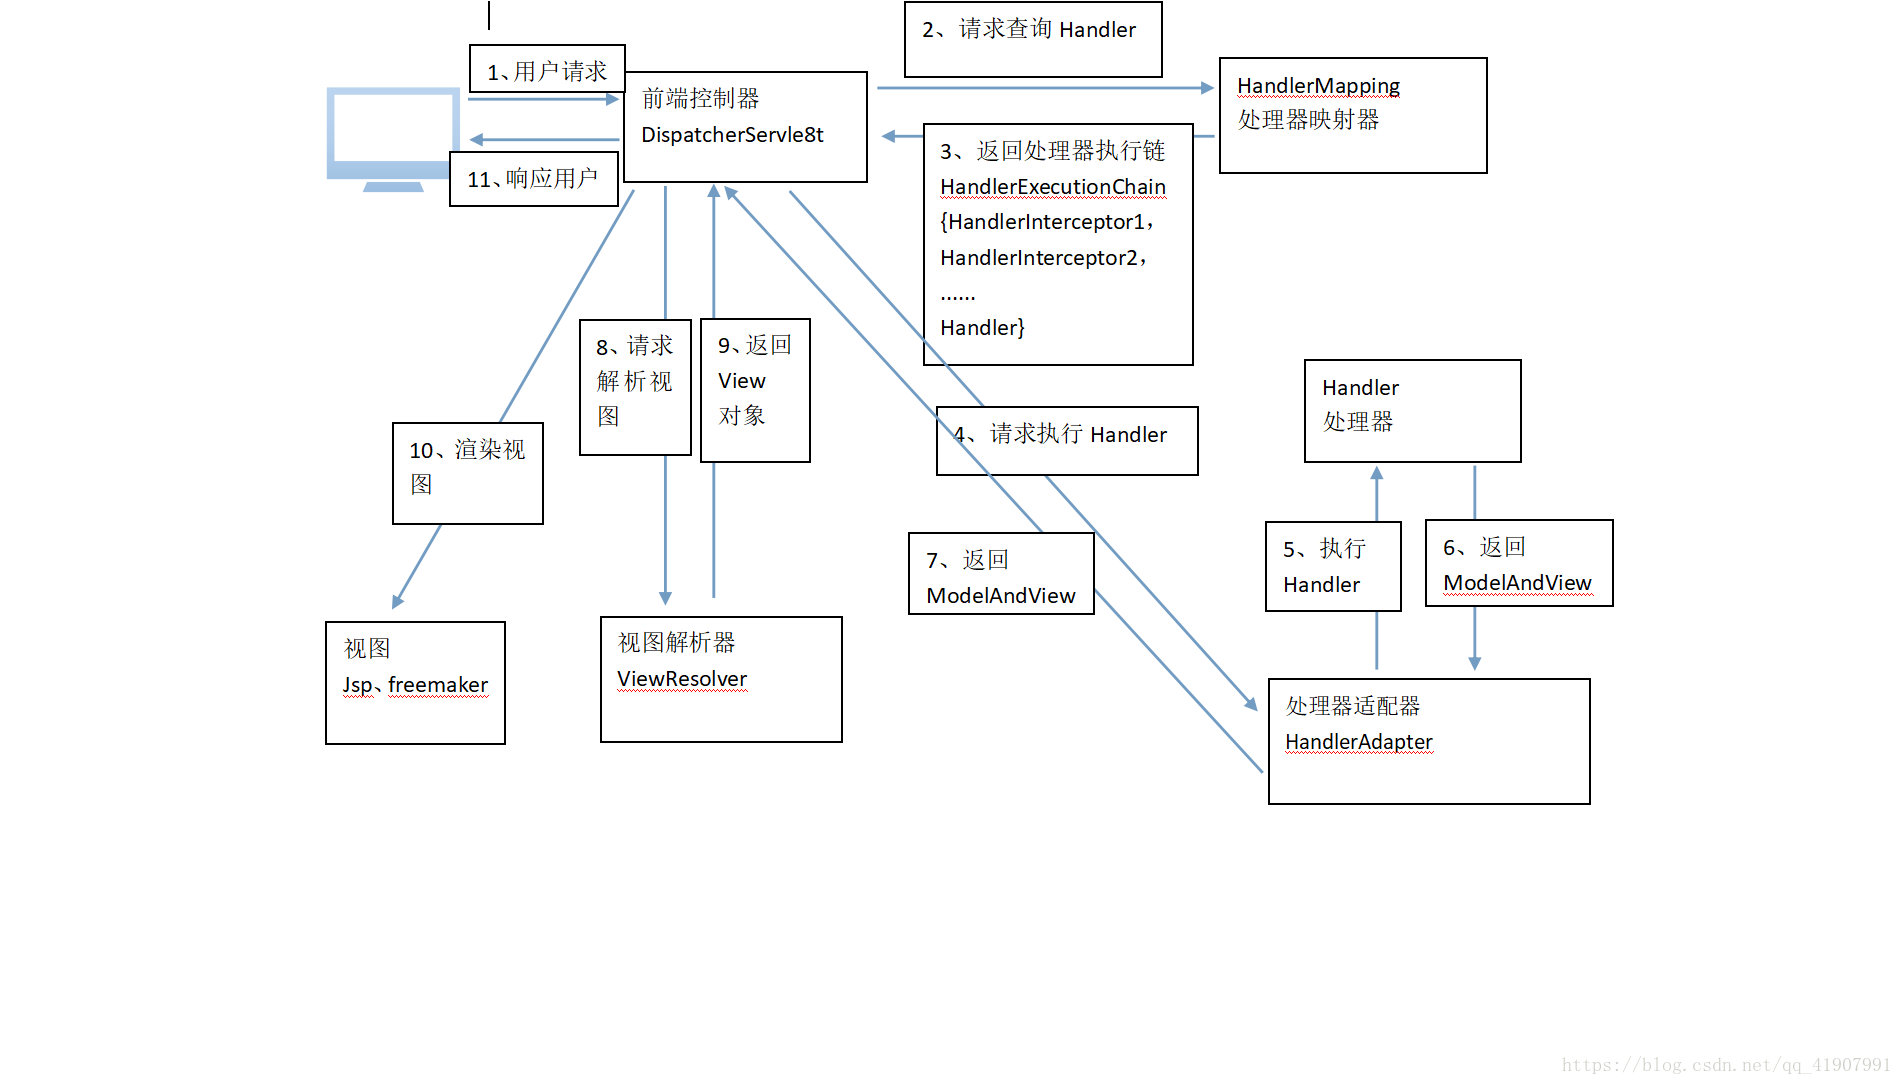 1、用户请求
前端控制器
DispatcherServle8t
11、响应用户
2、请求查询 Handler
HandlerMapping
处理器映射器
3、返回处理器执行链
HandlerExecutionChain
{HandlerInterceptor1，
HandlerInterceptor2，
......
Handler}
4、请求执行 Handler
Handler
处理器
5、执行
Handler
6、返回
ModelAndView
7、返回
ModelAndView
8、请求
解析视
图
9、返回
View
对象
10、渲染视
图
视图
Jsp、freemaker
视图解析器
ViewResolver
处理器适配器
HandlerAdapter
https://blog.csdn.net/qq_41907991